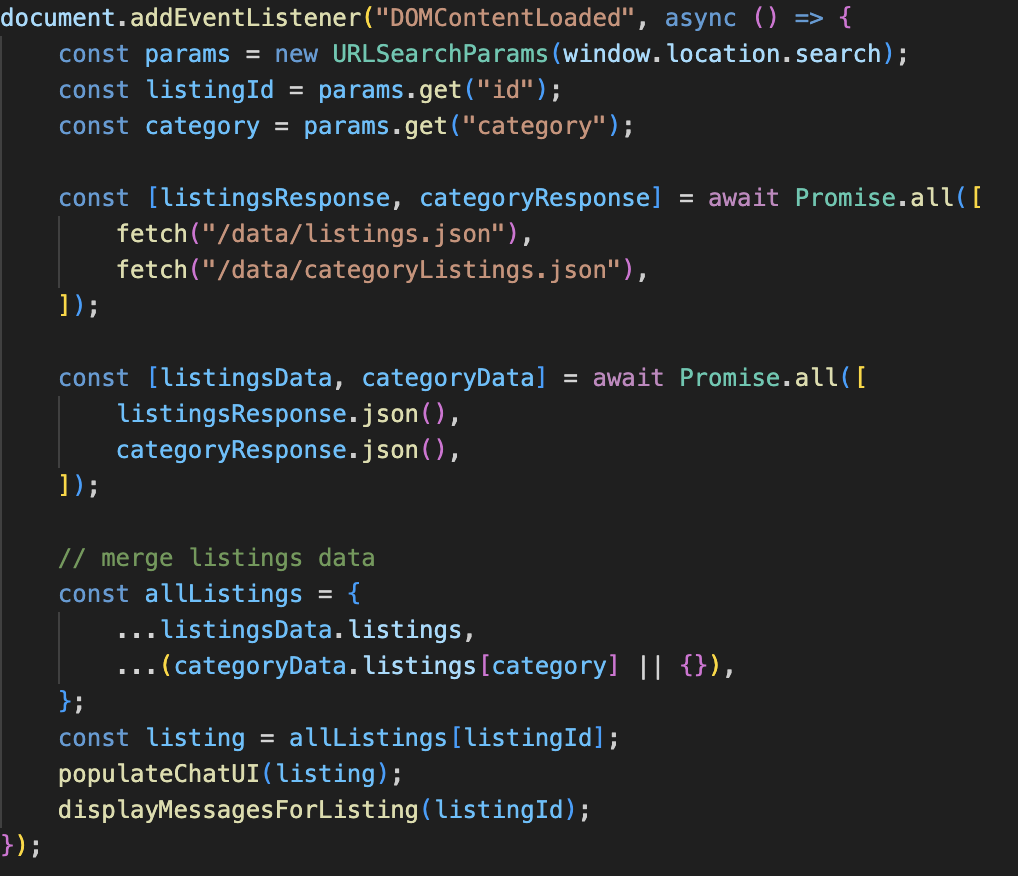 document.addEventListener("DOMContentLoaded", async () => {
    const params = new URLSearchParams(window.location.search);
    const listingId = params.get("id");
    const category = params.get("category");

    const [listingsResponse, categoryResponse] = await Promise.all([
        fetch("/data/listings.json"),
        fetch("/data/categoryListings.json"),
    ]);

    const [listingsData, categoryData] = await Promise.all([
        listingsResponse.json(),
        categoryResponse.json(),
    ]);

    // merge listings data
    const allListings = {
        ...listingsData.listings,
        ...(categoryData.listings[category] || {}),
    };
    const listing = allListings[listingId];
    populateChatUI(listing);
    displayMessagesForListing(listingId);
});